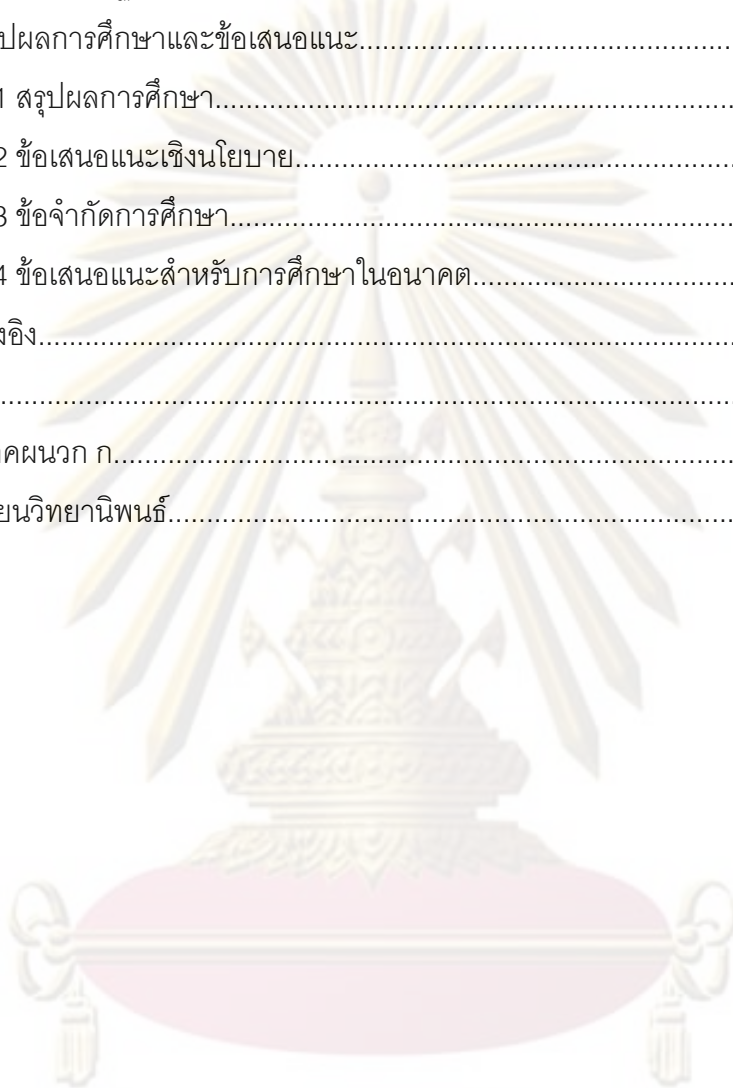 ปผลการศึกษาและข้อเสนอแนะ................................................
1 สรุปผลการศึกษา..................................................................
2 ข้อเสนอแนะเชิงนโยบาย........................................................
3 ข้อจำกัดการศึกษา................................................................
4 ข้อเสนอแนะสำหรับการศึกษาในอนาคต.................................
งอิง.........................................................................................
..............................................................................................
คผนวก ก................................................................................
ยนวิทยานิพนธ์.......................................................................